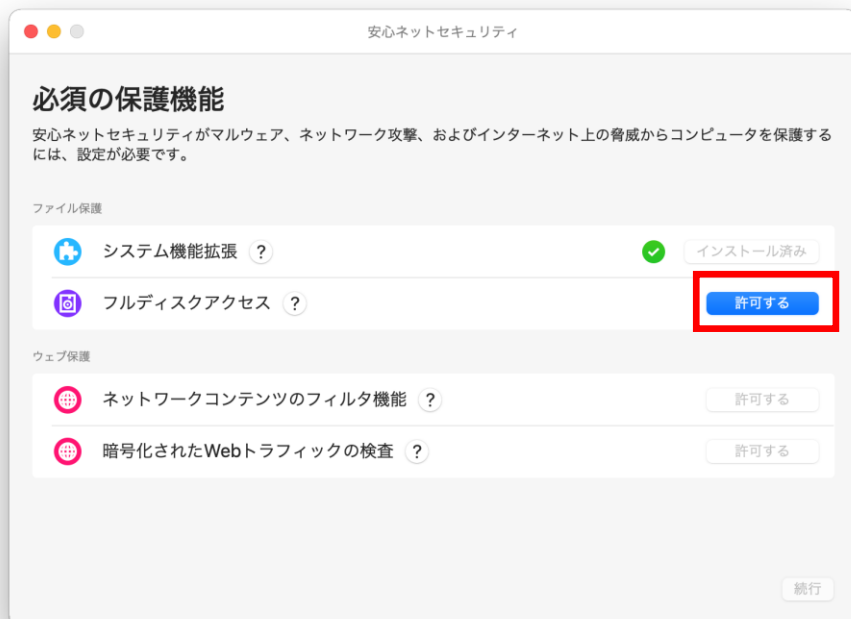 安心ネットセキュリティ
必須の保護機能
安心ネットセキュリティがマルウェア、ネットワーク攻撃、およびインターネット上の脅威からコンピュータを保護する
には、設定が必要です。
ファイル保護
システム機能拡張 ? インストール済み
フルディスクアクセス ? 許可する
ウェブ保護
ネットワークコンテンツのフィルタ機能 ? 許可する
暗号化されたWebトラフィックの検査 ? 許可する
続行